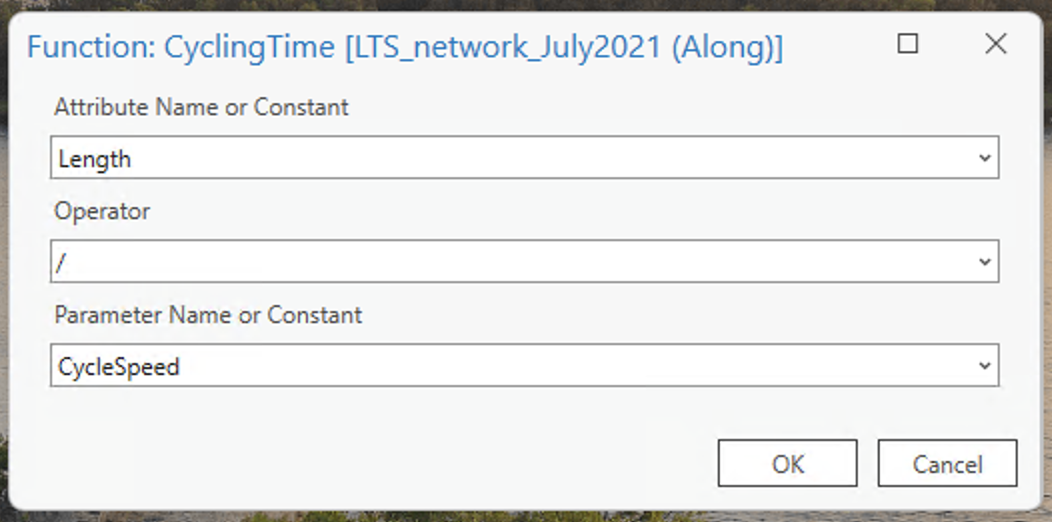 Function: CyclingTime [LTS_network_July2021 (Along)]
Attribute Name or Constant
Length
Operator
/
Parameter Name or Constant
CycleSpeed
OK
Cancel